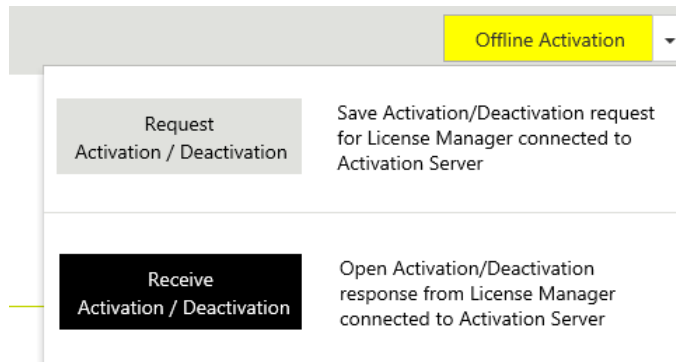 Offline Activation
Request
Activation / Deactivation
Save Activation/Deactivation request
for License Manager connected to
Activation Server
Receive
Activation / Deactivation
Open Activation/Deactivation
response from License Manager
connected to Activation Server